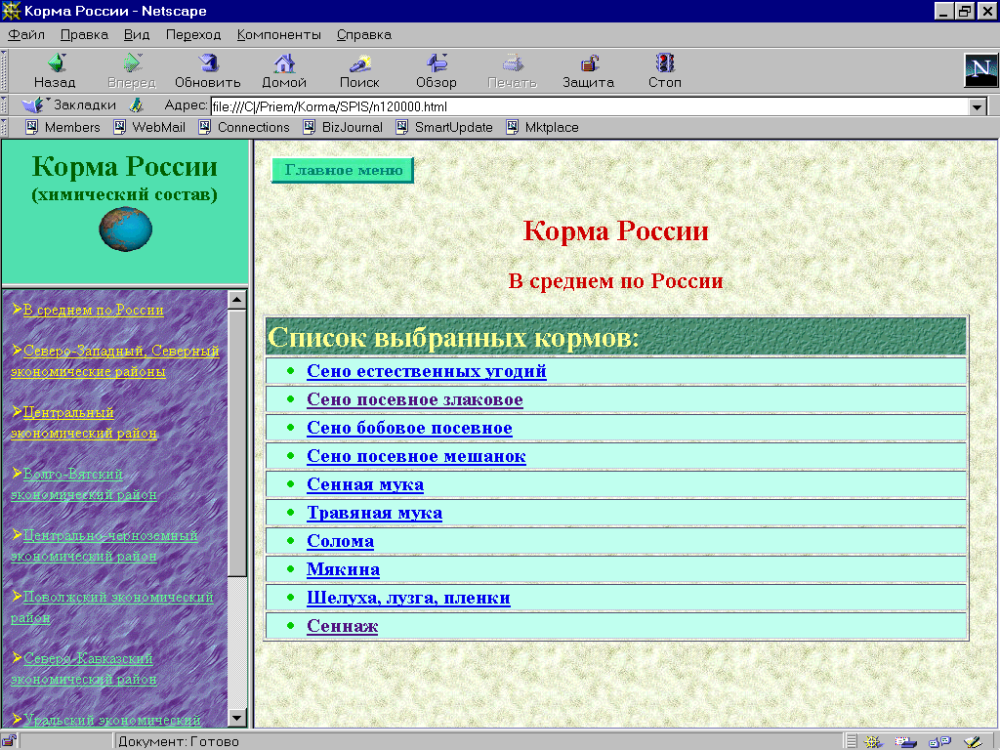 Корма России - Netscape
Файл Правка Вид Переход Компоненты Справка
Назад Вперед Обновить Домой Поиск Обзор Печать Защита Стоп
N
Закладки Адрес: file:///C|/Priem/Korma/SPIS/n120000.html
Members WebMail Connections BizJournal SmartUpdate Mktplace
Корма России
(химический состав)
В среднем по России
Северо-Западный, Северный
экономические районы
Центральный
экономический район
Волго-Вятский
экономический район
Центрально-черноземный
экономический район
Поволжский экономический
район
Северо-Кавказский
экономический район
Уральский экономический
Главное меню
Корма России
В среднем по России
Список выбранных кормов:
Сено естественных угодий
Сено посевное злаковое
Сено бобовое посевное
Сено посевное мешанок
Сенная мука
Травяная мука
Солома
Мякина
Шелуха, лузга, пленки
Сеннаж
Документ: Готово